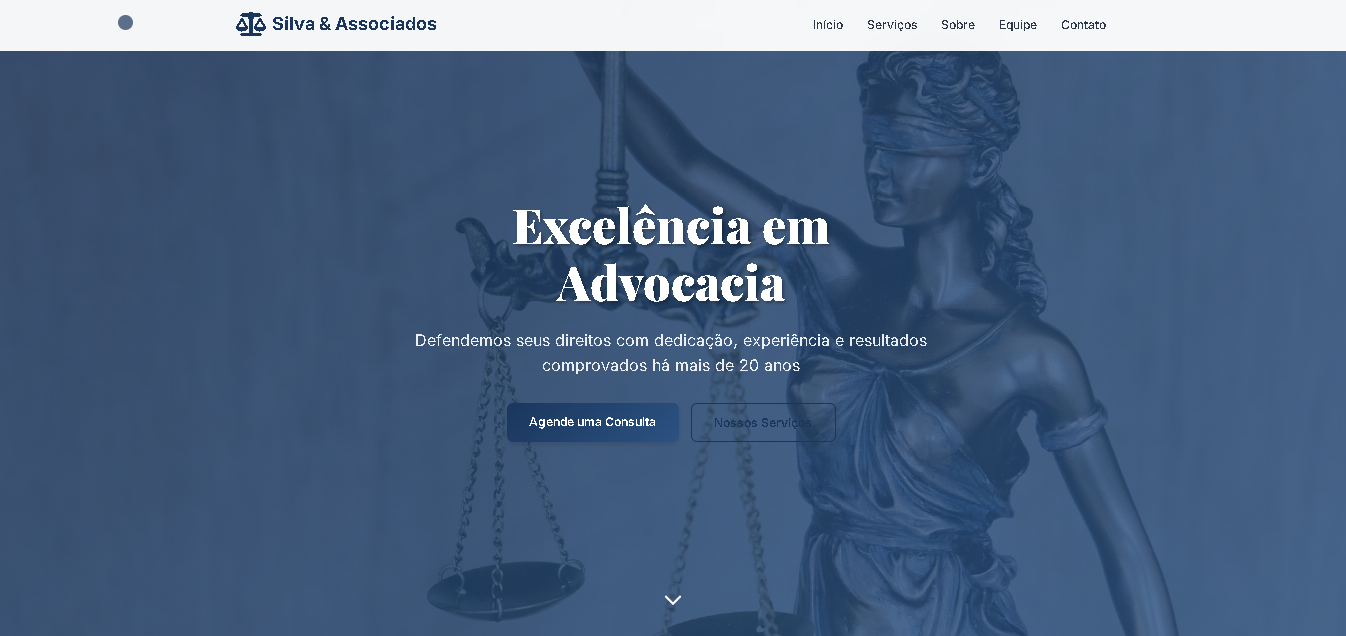 Silva & Associados
Início Serviços Sobre Equipe Contato
Excelência em
Advocacia
Defendemos seus direitos com dedicação, experiência e resultados
comprovados há mais de 20 anos
Agende uma Consulta
Nossos Serviços